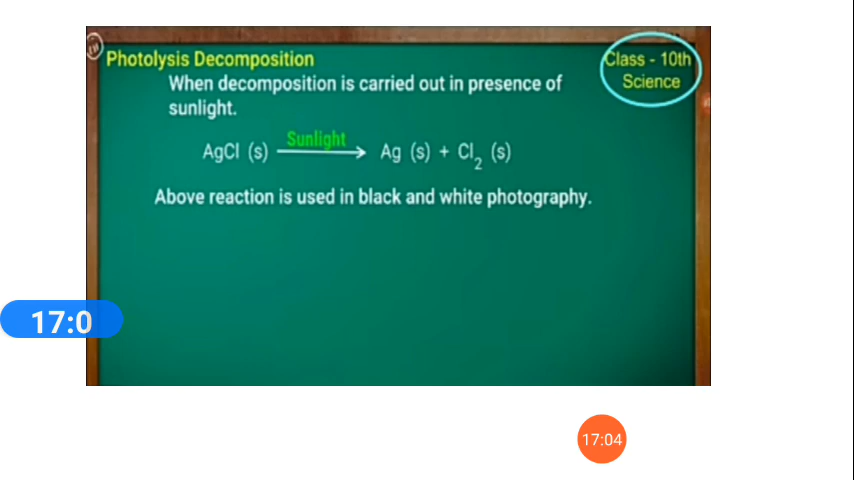 Photolysis Decomposition
Class - 10th
Science
When decomposition is carried out in presence of
sunlight.
Sunlight
AgCl (s) ⟶ Ag (s) + Cl₂ (s)
Above reaction is used in black and white photography.
17:0
17:04